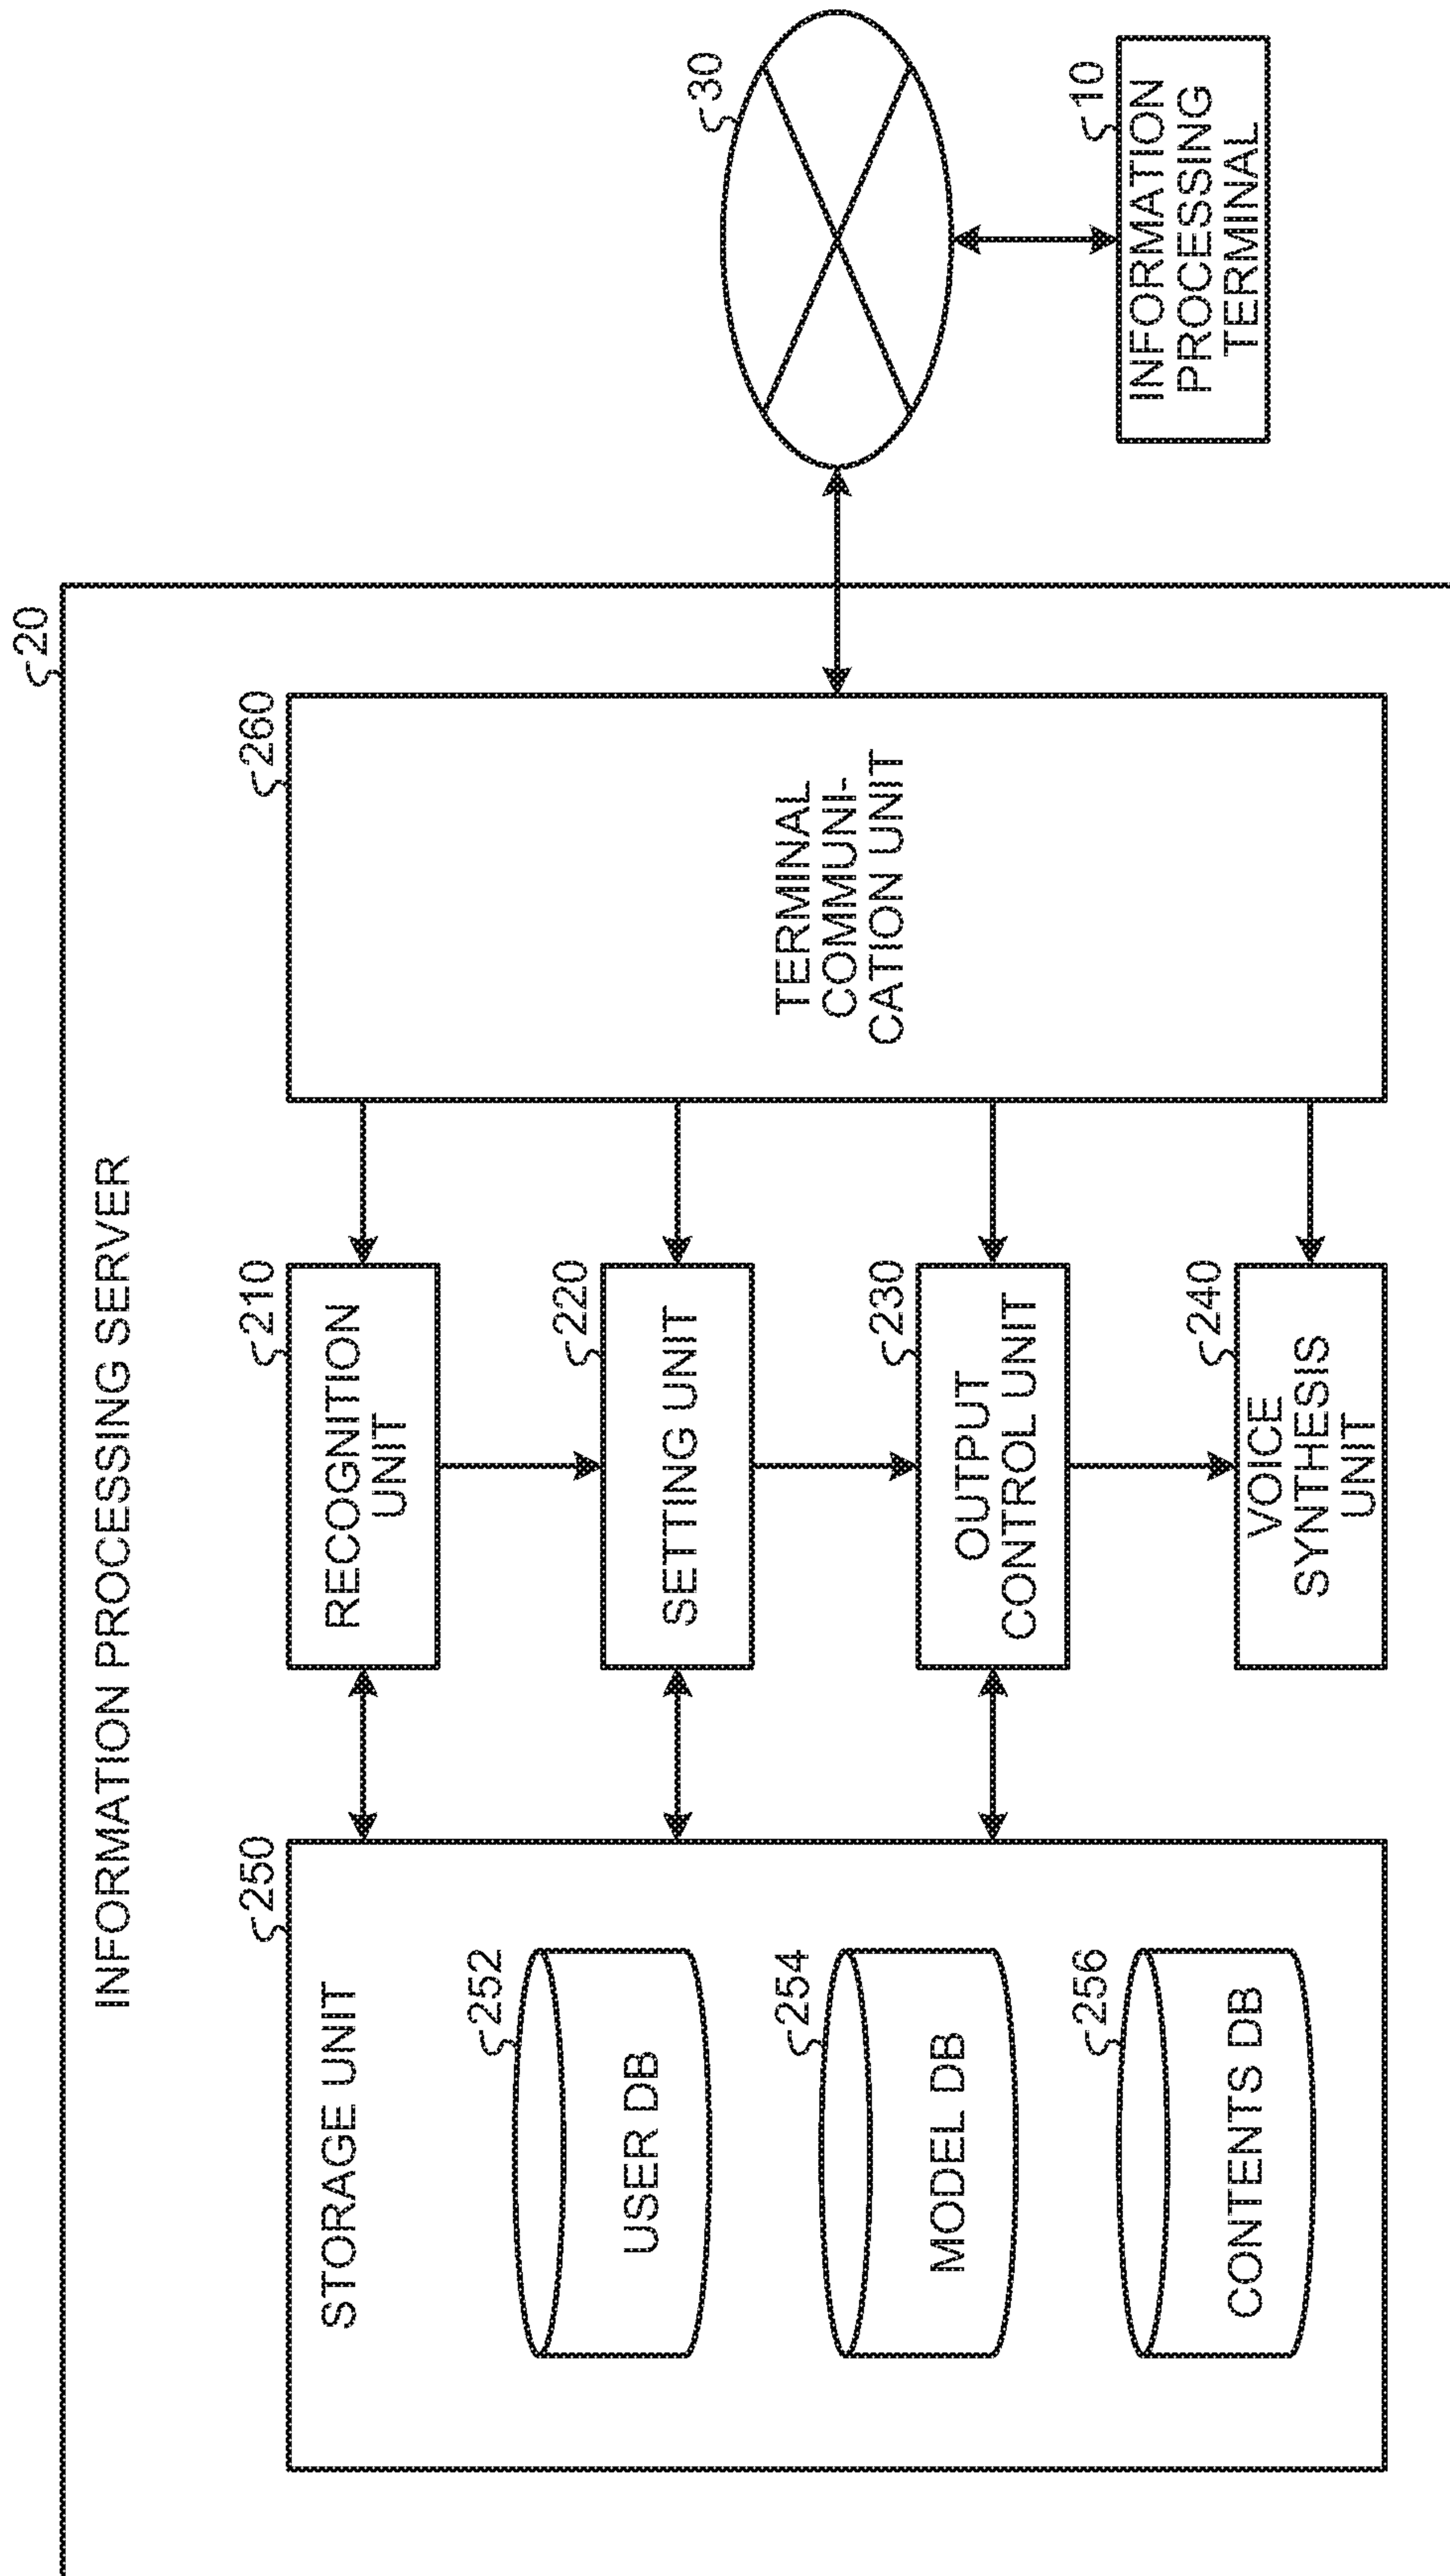 20
INFORMATION PROCESSING SERVER
250
STORAGE UNIT
252
USER DB
254
MODEL DB
256
CONTENTS DB
210
RECOGNITION
UNIT
220
SETTING UNIT
230
OUTPUT
CONTROL UNIT
240
VOICE
SYNTHESIS
UNIT
260
TERMINAL
COMMUNI-
CATION UNIT
30
10
INFORMATION
PROCESSING
TERMINAL